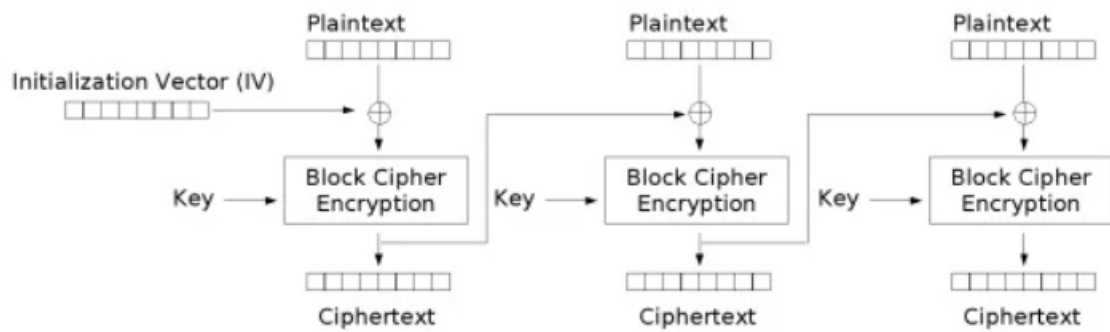 Plaintext
Plaintext
Plaintext
Initialization Vector (IV)
Key
Block Cipher
Encryption
Key
Block Cipher
Encryption
Key
Block Cipher
Encryption
Ciphertext
Ciphertext
Ciphertext